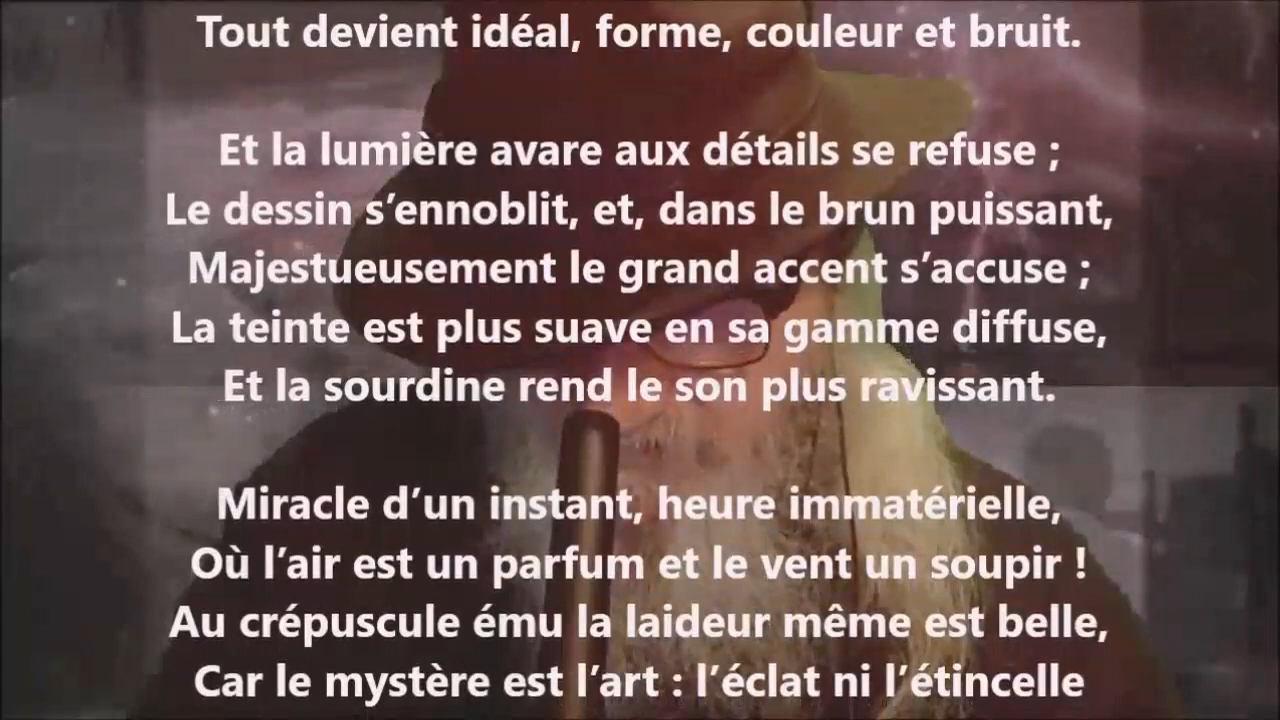 Tout devient idéal, forme, couleur et bruit.
Et la lumière avare aux détails se refuse ;
Le dessin s’ennoblit, et, dans le brun puissant,
Majestueusement le grand accent s’accuse ;
La teinte est plus suave en sa gamme diffuse,
Et la sourdine rend le son plus ravissant.
Miracle d’un instant, heure immatérielle,
Où l’air est un parfum et le vent un soupir !
Au crépuscule ému la laideur même est belle,
Car le mystère est l’art : l’éclat ni l’étincelle